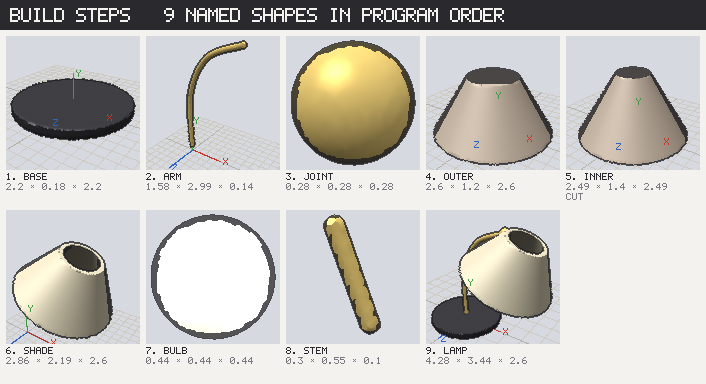 BUILD STEPS 9 NAMED SHAPES IN PROGRAM ORDER
Y
Z
X
Y
X
Z
Y
Z
X
Y
Z
X
1. BASE
2.2 × 0.18 × 2.2
2. ARM
1.58 × 2.99 × 0.14
3. JOINT
0.28 × 0.28 × 0.28
4. OUTER
2.6 × 1.2 × 2.6
5. INNER
2.49 × 1.4 × 2.49
CUT
Y
Z
X
Y
Z
X
6. SHADE
2.86 × 2.19 × 2.6
7. BULB
0.44 × 0.44 × 0.44
8. STEM
0.3 × 0.55 × 0.1
9. LAMP
4.28 × 3.44 × 2.6